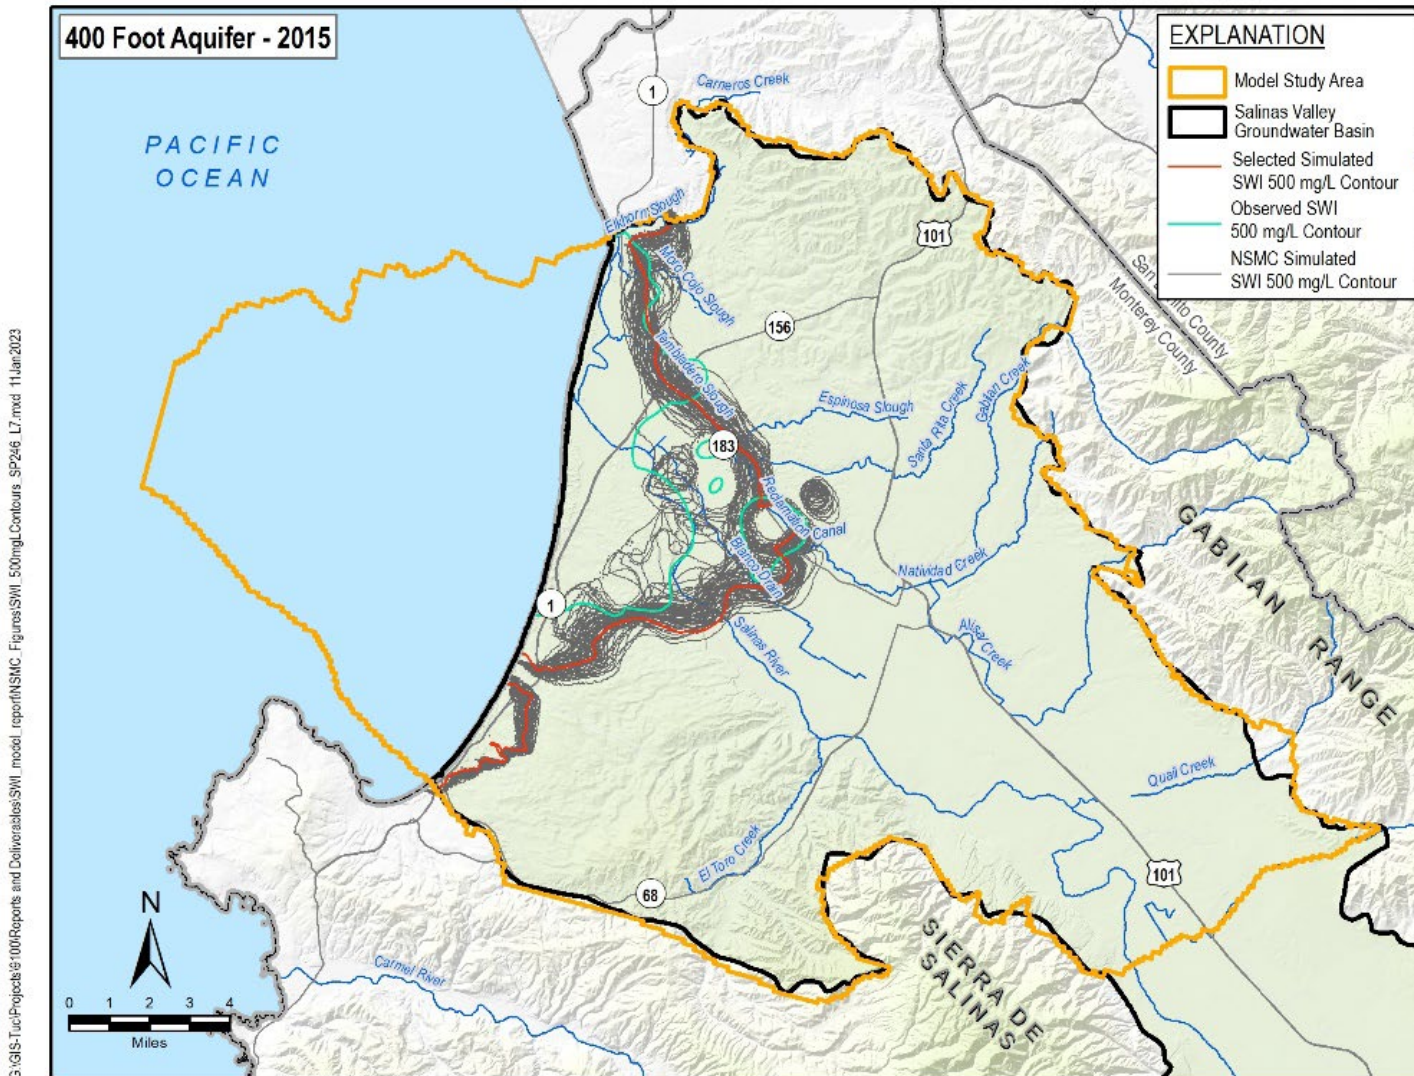 400 Foot Aquifer - 2015
EXPLANATION
Model Study Area
Salinas Valley
Groundwater Basin
Selected Simulated
SWI 500 mg/L Contour
Observed SWI
500 mg/L Contour
NSMC Simulated
SWI 500 mg/L Contour
PACIFIC
OCEAN
Carneros Creek
1
Elkhorn Slough
101
Moro Cojo Slough
San Benito County
Monterey County
156
Tembladero Slough
Espinosa Slough
Santa Rita Creek
Gabilan Creek
183
Reclamation Canal
Blanco Drain
Natividad Creek
GABILAN
RANGE
1
Salinas River
Alisal Creek
Quail Creek
El Toro Creek
68
101
SIERRA DE
SALINAS
Carmel River
N
0 1 2 3 4
Miles